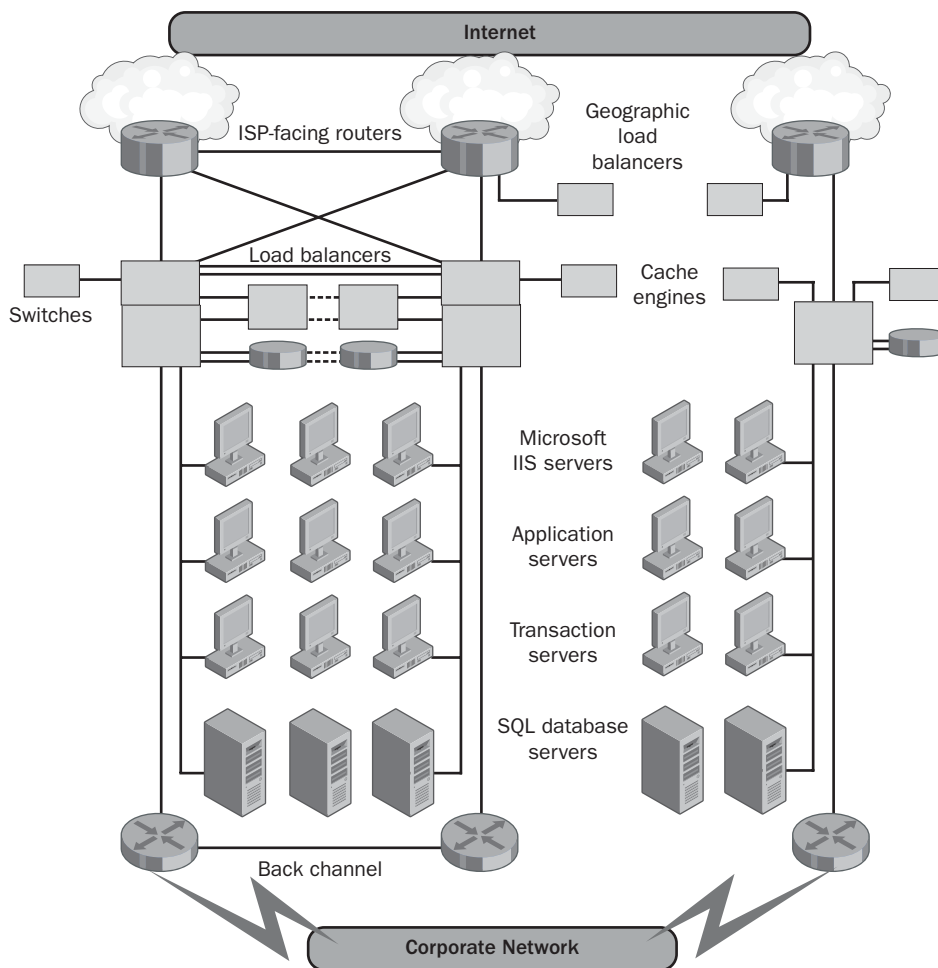 Internet
ISP-facing routers
Geographic
load
balancers
Load balancers
Switches
Cache
engines
Microsoft
IIS servers
Application
servers
Transaction
servers
SQL database
servers
Back channel
Corporate Network